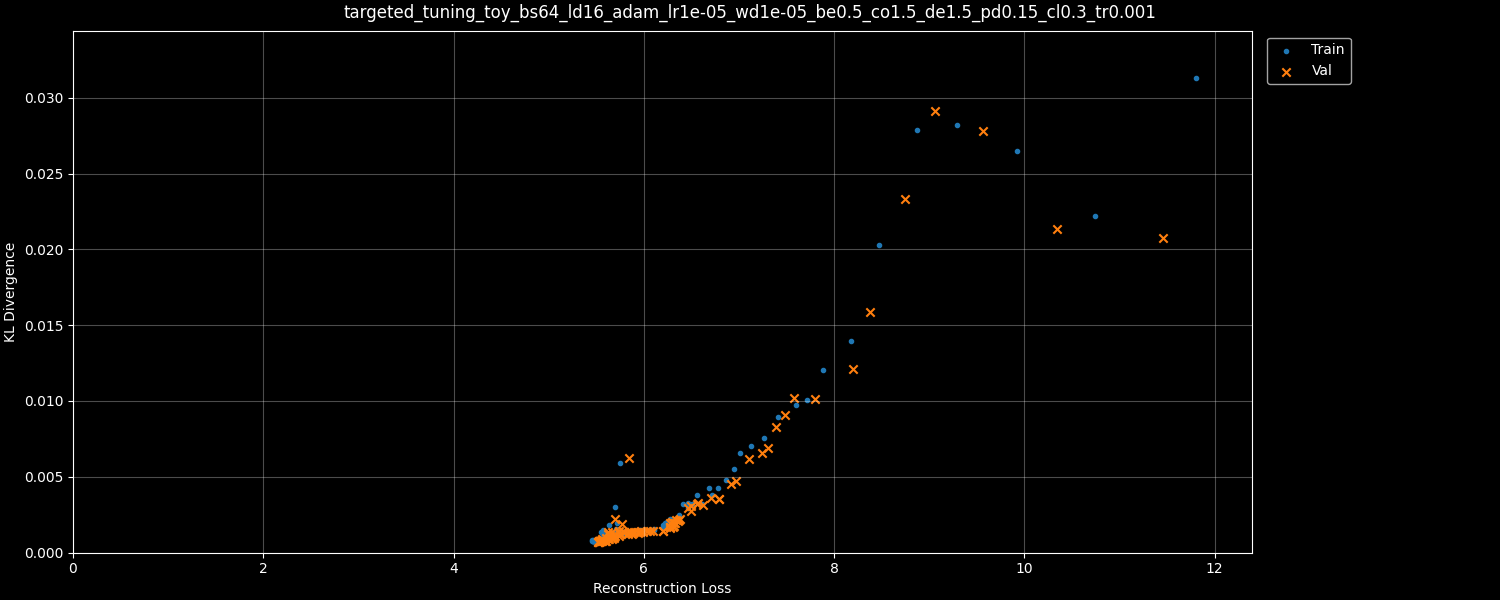 targeted_tuning_toy_bs64_ld16_adam_lr1e-05_wd1e-05_be0.5_co1.5_de1.5_pd0.15_cl0.3_tr0.001
Train
Val
KL Divergence
0.030
0.025
0.020
0.015
0.010
0.005
0.000
0
2
4
6
8
10
12
Reconstruction Loss